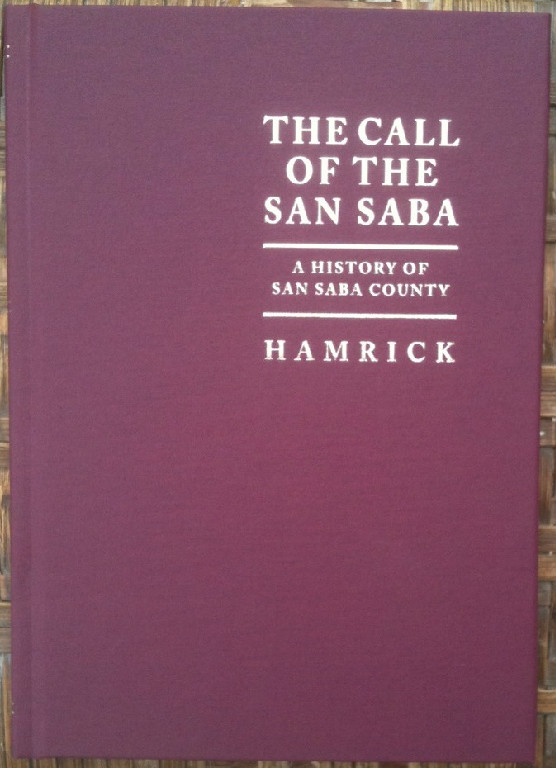 THE CALL
OF THE
SAN SABA
A HISTORY OF
SAN SABA COUNTY
HAMRICK